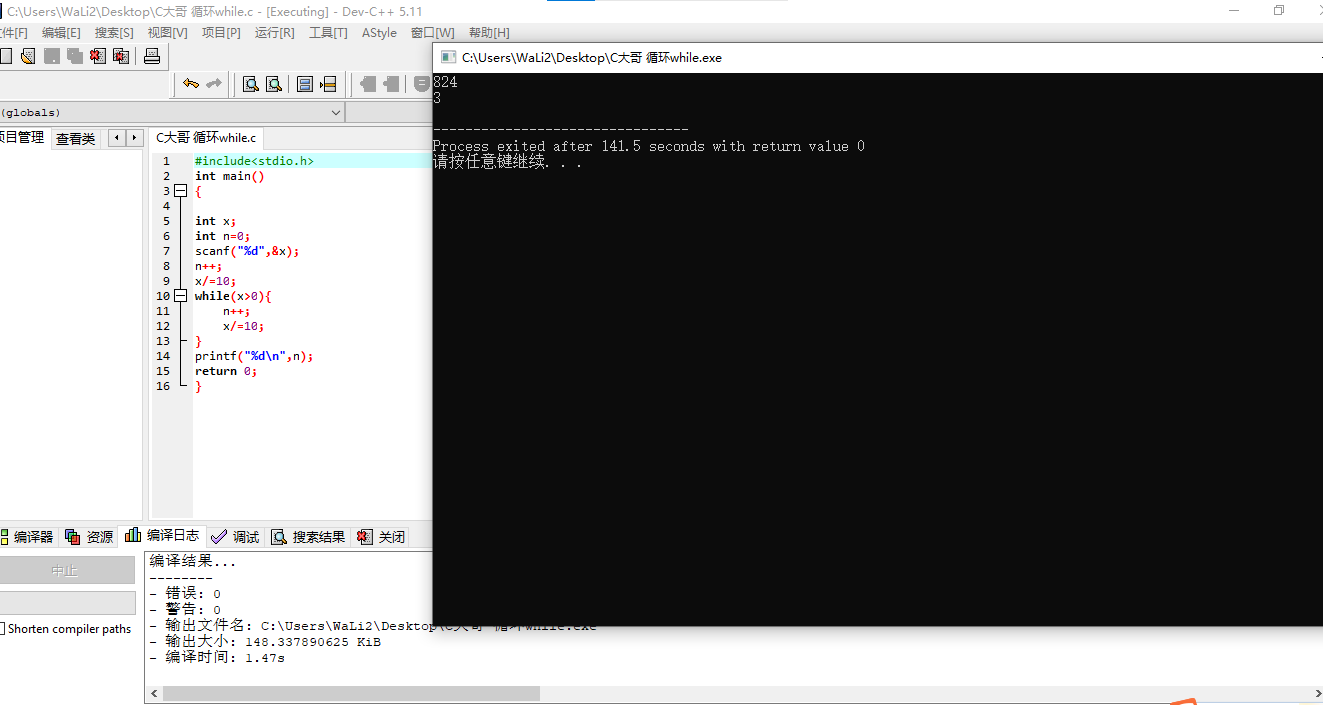 C:\Users\WaLi2\Desktop\C大哥 循环while.c - [Executing] - Dev-C++ 5.11
件[F] 编辑[E] 搜索[S] 视图[V] 项目[P] 运行[R] 工具[T] AStyle 窗口[W] 帮助[H]
C:\Users\WaLi2\Desktop\C大哥 循环while.exe
824
3
--------------------------------
Process exited after 141.5 seconds with return value 0
请按任意键继续. . .
(globals)
项目管理 查看类 C大哥 循环while.c
1 #include<stdio.h>
2 int main()
3 {
4
5 int x;
6 int n=0;
7 scanf("%d",&x);
8 n++;
9 x/=10;
10 while(x>0){
11 n++;
12 x/=10;
13 }
14 printf("%d\n",n);
15 return 0;
16 }
编译器 资源 编译日志 调试 搜索结果 关闭
中止
Shorten compiler paths
编译结果...
--------
- 错误: 0
- 警告: 0
- 输出文件名: C:\Users\WaLi2\Desktop\C大哥 循环while.exe
- 输出大小: 148.337890625 KiB
- 编译时间: 1.47s